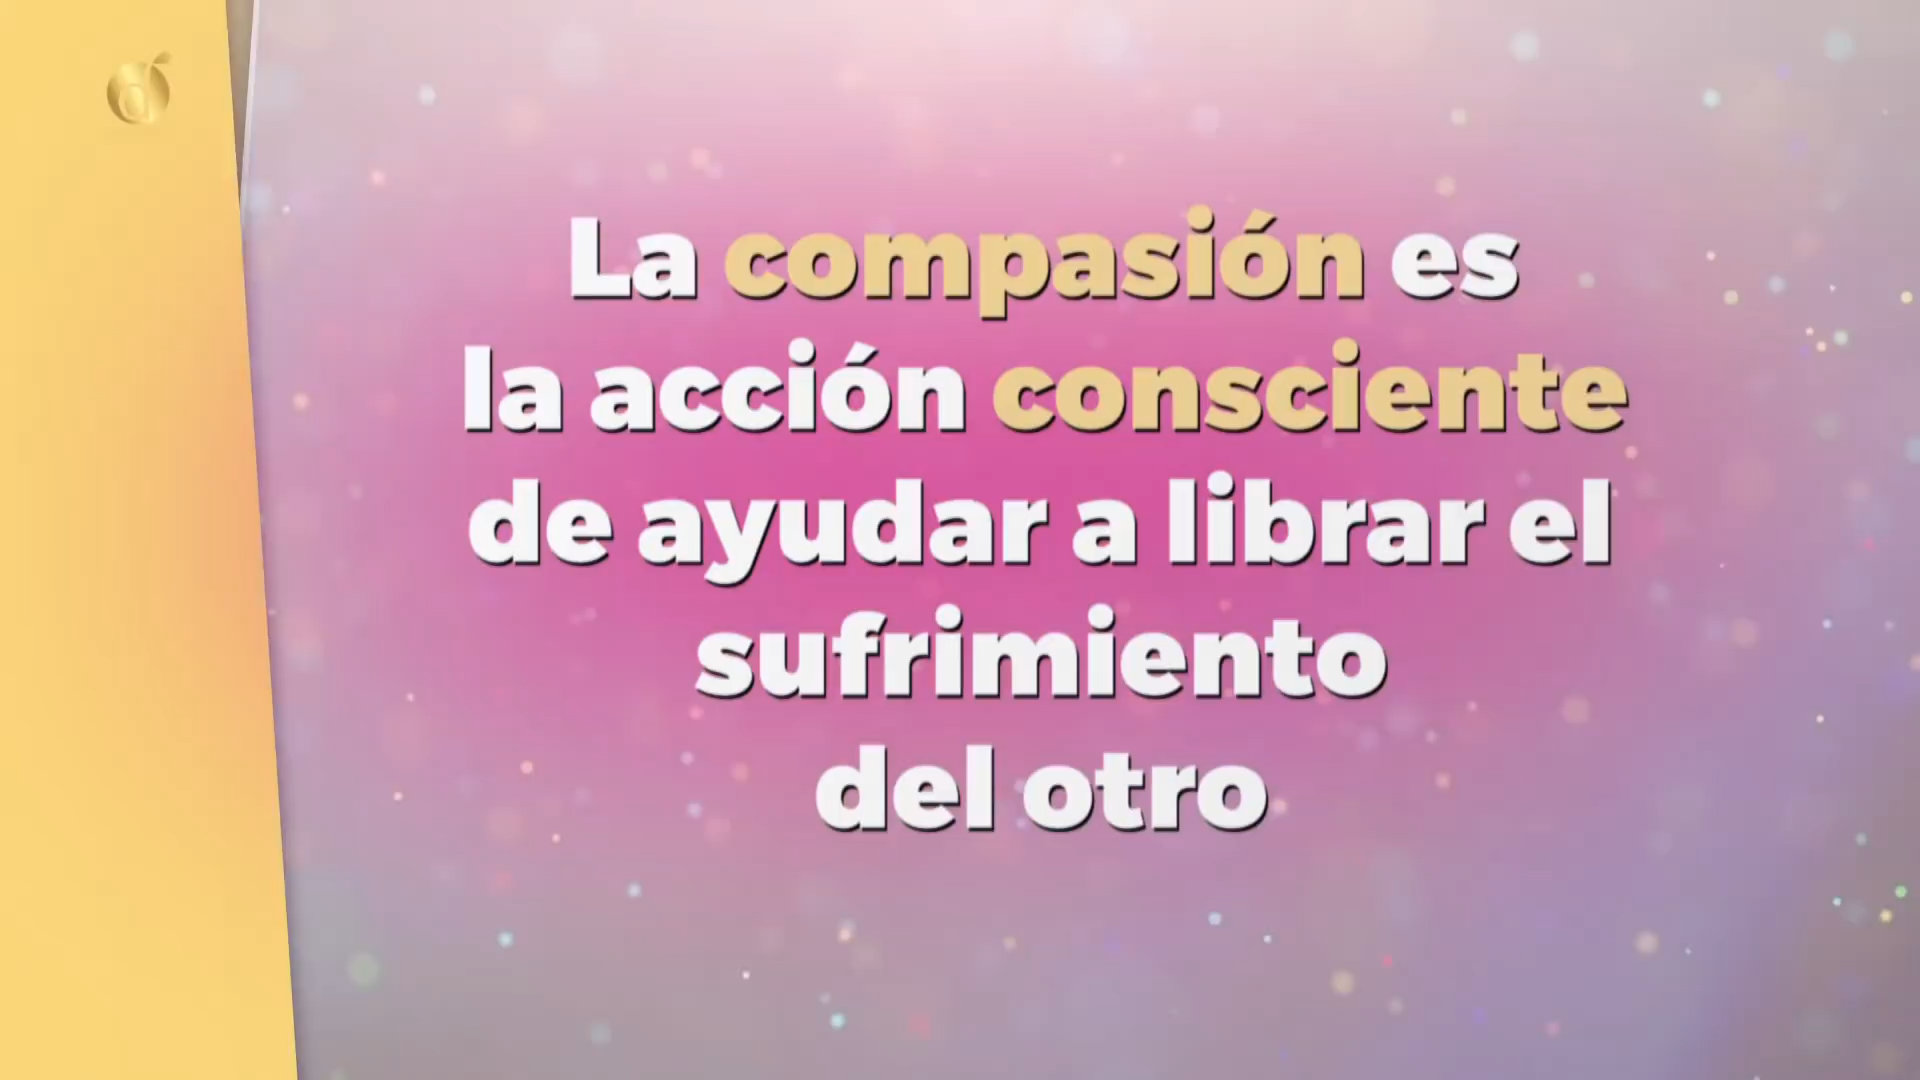 La compasión es
la acción consciente
de ayudar a librar el
sufrimiento
del otro